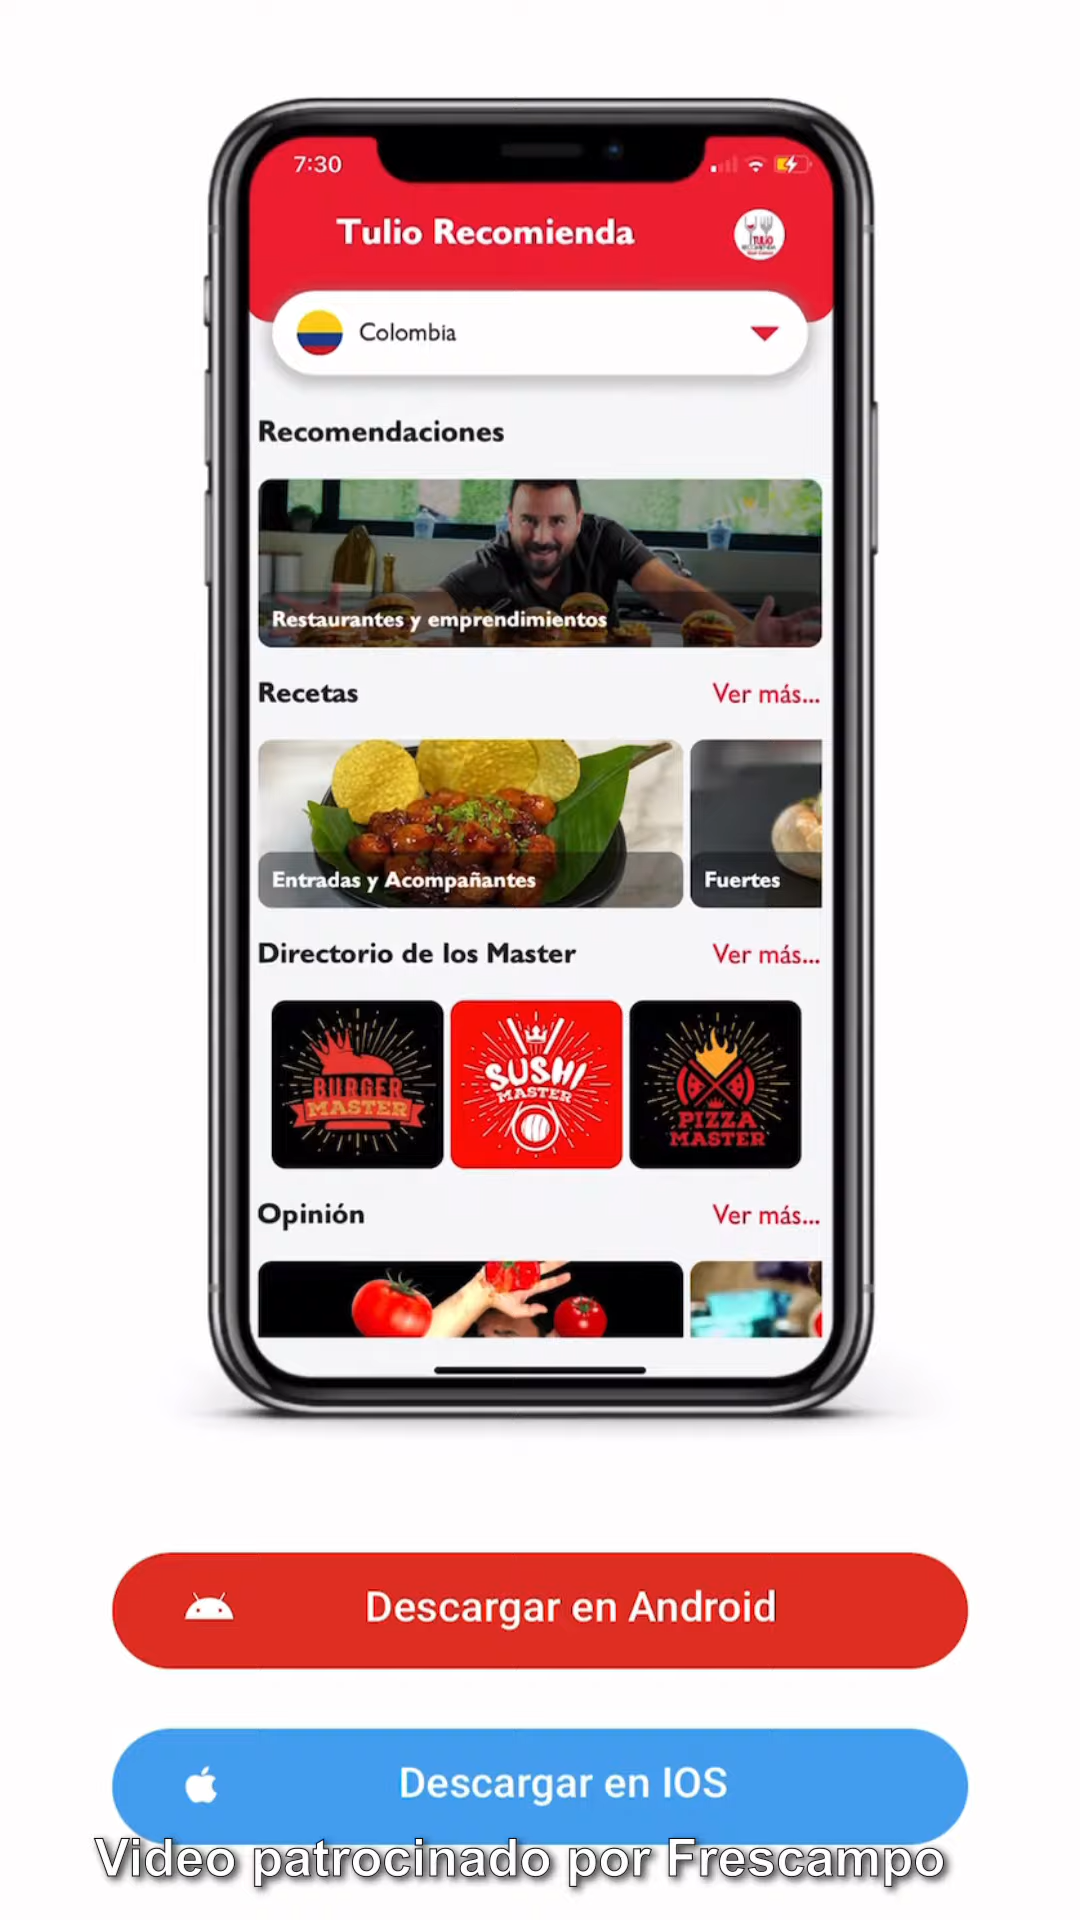 7:30
Tulio Recomienda
TULIO
RECOMIENDA
Colombia
Recomendaciones
Restaurantes y emprendimientos
Recetas
Ver más...
Entradas y Acompañantes
Fuertes
Directorio de los Master
Ver más...
BURGER
MASTER
SUSHI
MASTER
PIZZA
MASTER
Opinión
Ver más...
Descargar en Android
Descargar en IOS
Video patrocinado por Frescampo